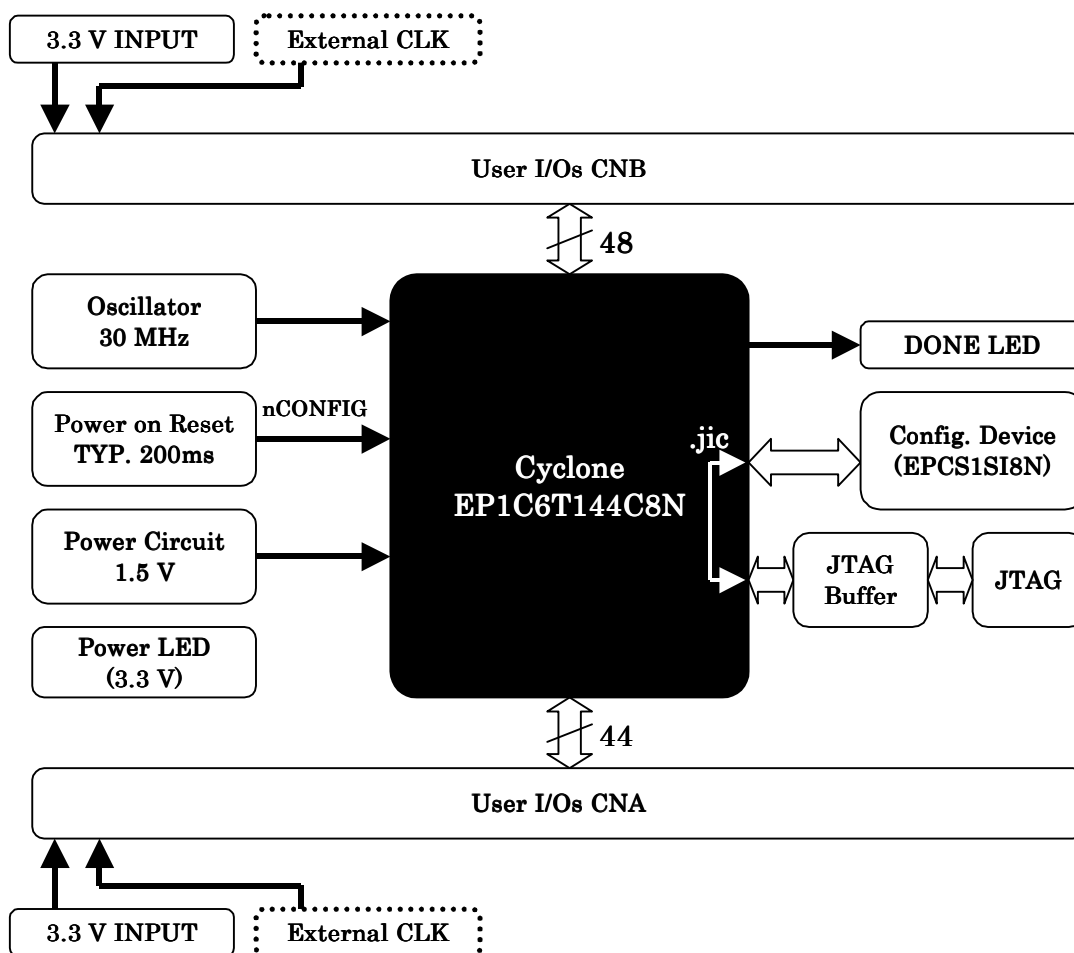 3.3 V INPUT
External CLK
User I/Os CNB
48
Oscillator
30 MHz
DONE LED
Power on Reset
TYP. 200ms
nCONFIG
.jic
Config. Device
(EPCS1SI8N)
Cyclone
EP1C6T144C8N
Power Circuit
1.5 V
JTAG
Buffer
JTAG
Power LED
(3.3 V)
44
User I/Os CNA
3.3 V INPUT
External CLK